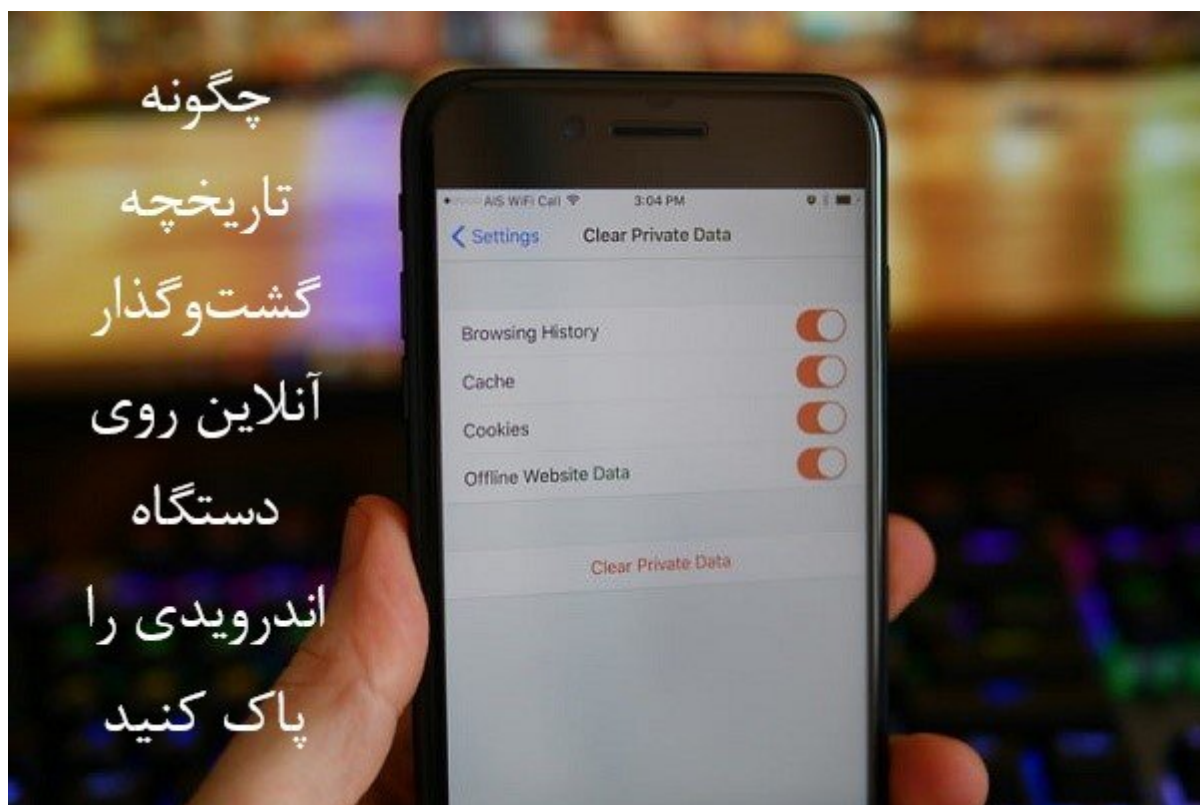 چگونه
تاریخچه
گشت‌وگذار
آنلاین روی
دستگاه
اندرویدی را
پاک کنید
AIS WiFi Call 3:04 PM
Settings Clear Private Data
Browsing History
Cache
Cookies
Offline Website Data
Clear Private Data